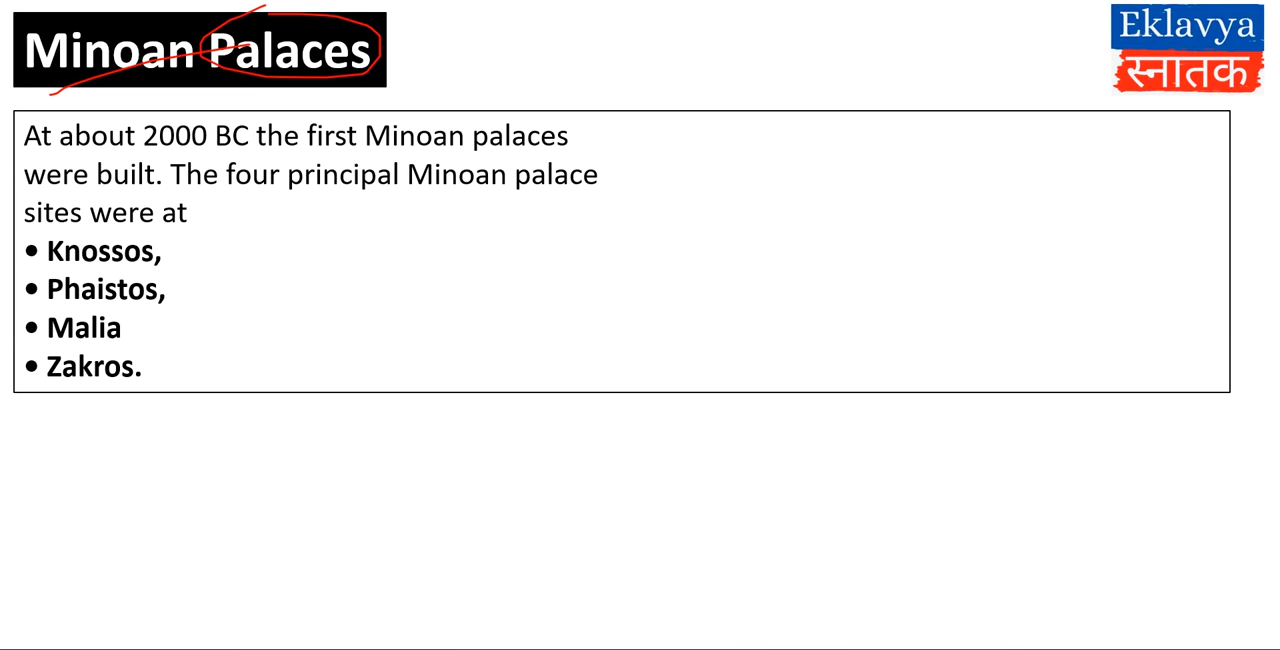 Minoan Palaces
Eklavya
स्नातक
At about 2000 BC the first Minoan palaces
were built. The four principal Minoan palace
sites were at
• Knossos,
• Phaistos,
• Malia
• Zakros.